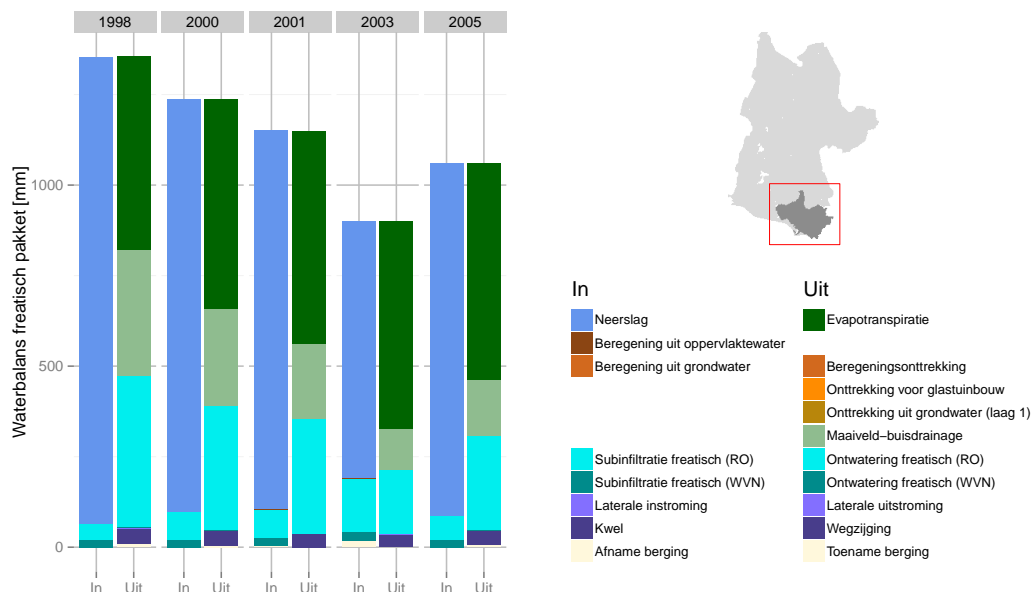 1998 2000 2001 2003 2005
Waterbalans freatisch pakket [mm]
1000
500
0
In Uit In Uit In Uit In Uit In Uit
In
Neerslag
Beregening uit oppervlaktewater
Beregening uit grondwater
Subinfiltratie freatisch (RO)
Subinfiltratie freatisch (WVN)
Laterale instroming
Kwel
Afname berging
Uit
Evapotranspiratie
Beregeningsonttrekking
Onttrekking voor glastuinbouw
Onttrekking uit grondwater (laag 1)
Maaiveld–buisdrainage
Ontwatering freatisch (RO)
Ontwatering freatisch (WVN)
Laterale uitstroming
Wegzijging
Toename berging